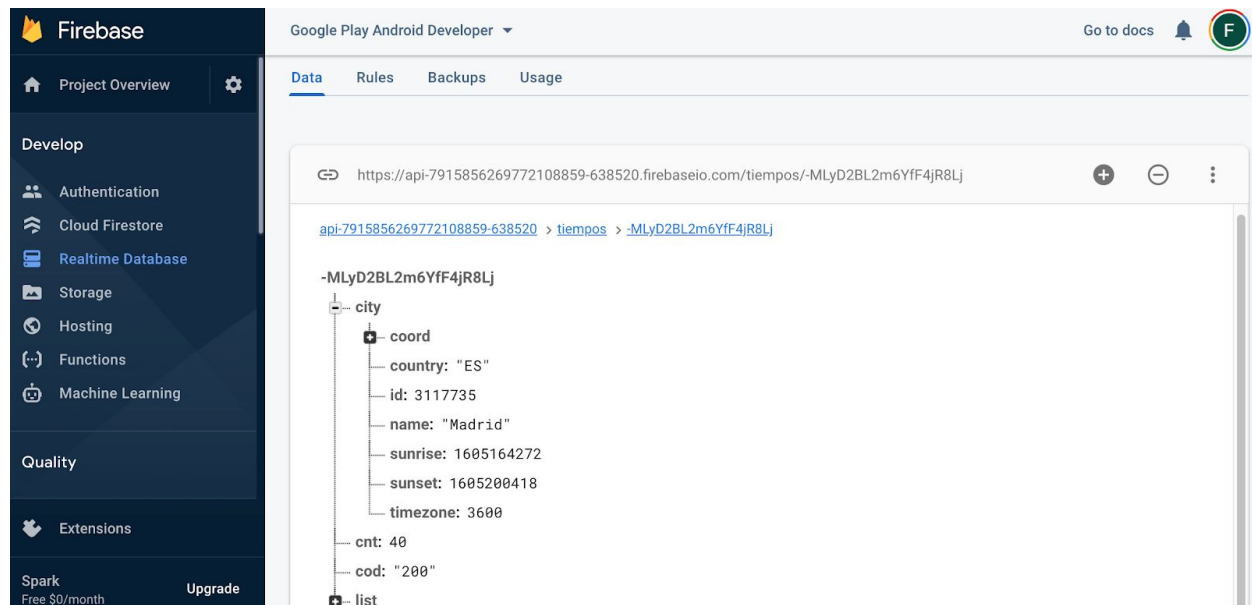 Firebase
Google Play Android Developer
Go to docs
F
Project Overview
Data Rules Backups Usage
Develop
Authentication
Cloud Firestore
Realtime Database
Storage
Hosting
Functions
Machine Learning
Quality
Extensions
Spark
Free $0/month
Upgrade
https://api-7915856269772108859-638520.firebaseio.com/tiempos/-MLyD2BL2m6YfF4jR8Lj
api-7915856269772108859-638520 > tiempos > -MLyD2BL2m6YfF4jR8Lj
-MLyD2BL2m6YfF4jR8Lj
city
coord
country: "ES"
id: 3117735
name: "Madrid"
sunrise: 1605164272
sunset: 1605200418
timezone: 3600
cnt: 40
cod: "200"
list